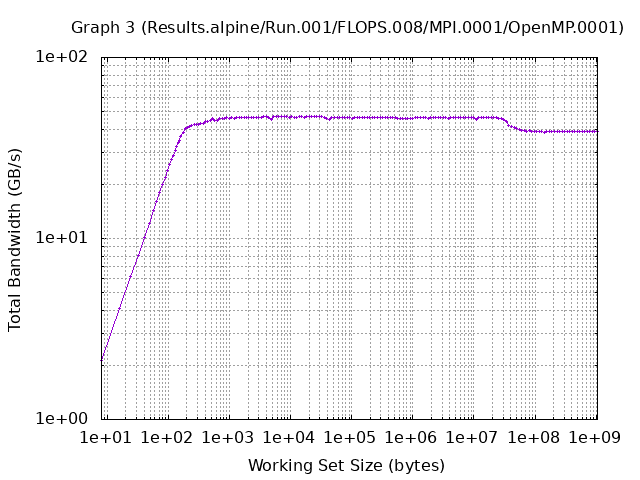 Graph 3 (Results.alpine/Run.001/FLOPS.008/MPI.0001/OpenMP.0001)
1e+02
1e+01
1e+00
Total Bandwidth (GB/s)
1e+01 1e+02 1e+03 1e+04 1e+05 1e+06 1e+07 1e+08 1e+09
Working Set Size (bytes)